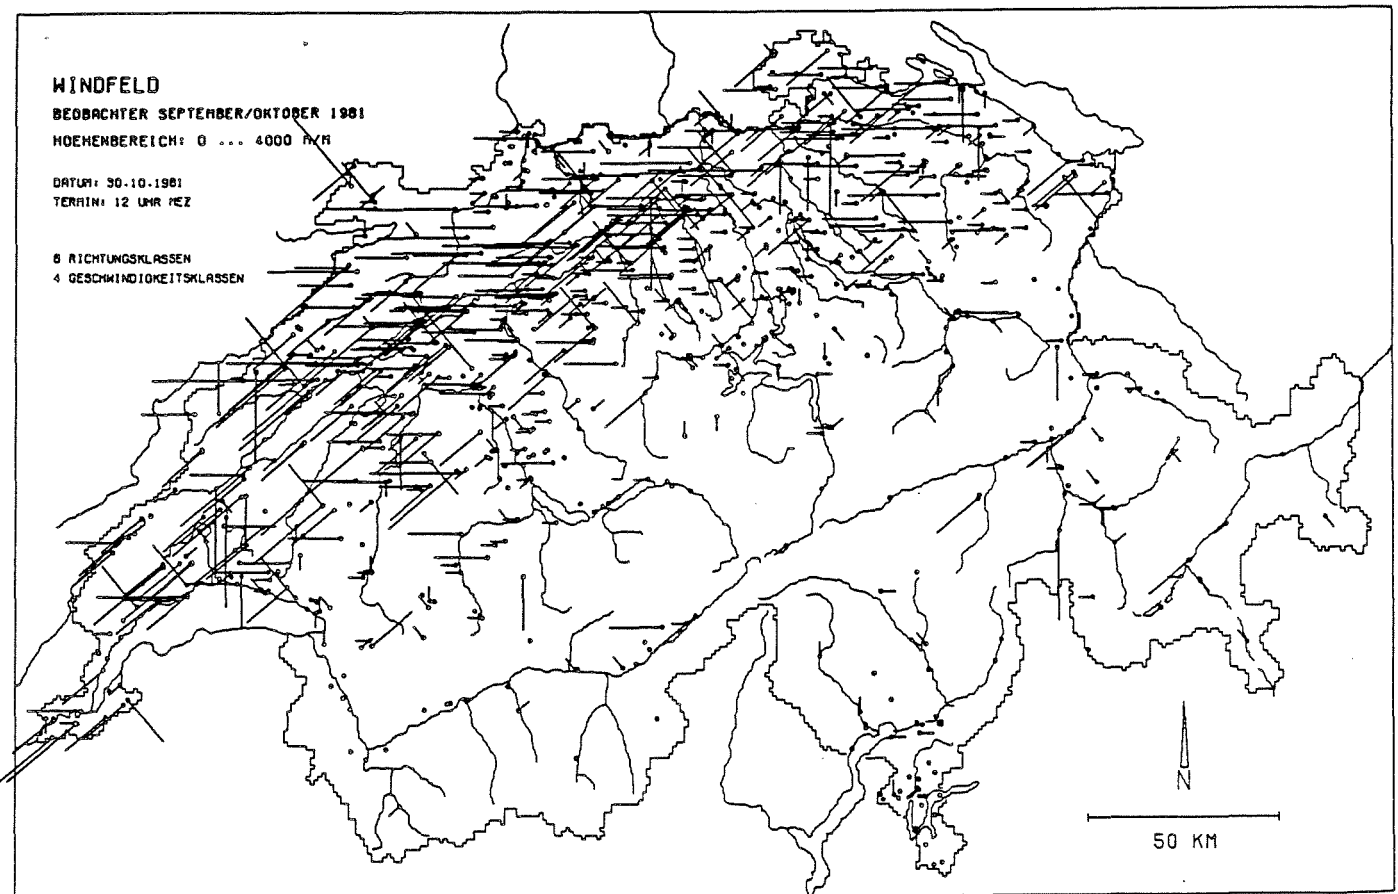 WINDFELD
BEOBACHTER SEPTEMBER/OKTOBER 1981
HOEHENBEREICH: 0 ... 4000 M/M
DATUM: 30.10.1981
TERMIN: 12 UHR MEZ
8 RICHTUNGSKLASSEN
4 GESCHWINDIGKEITSKLASSEN
N
50 KM